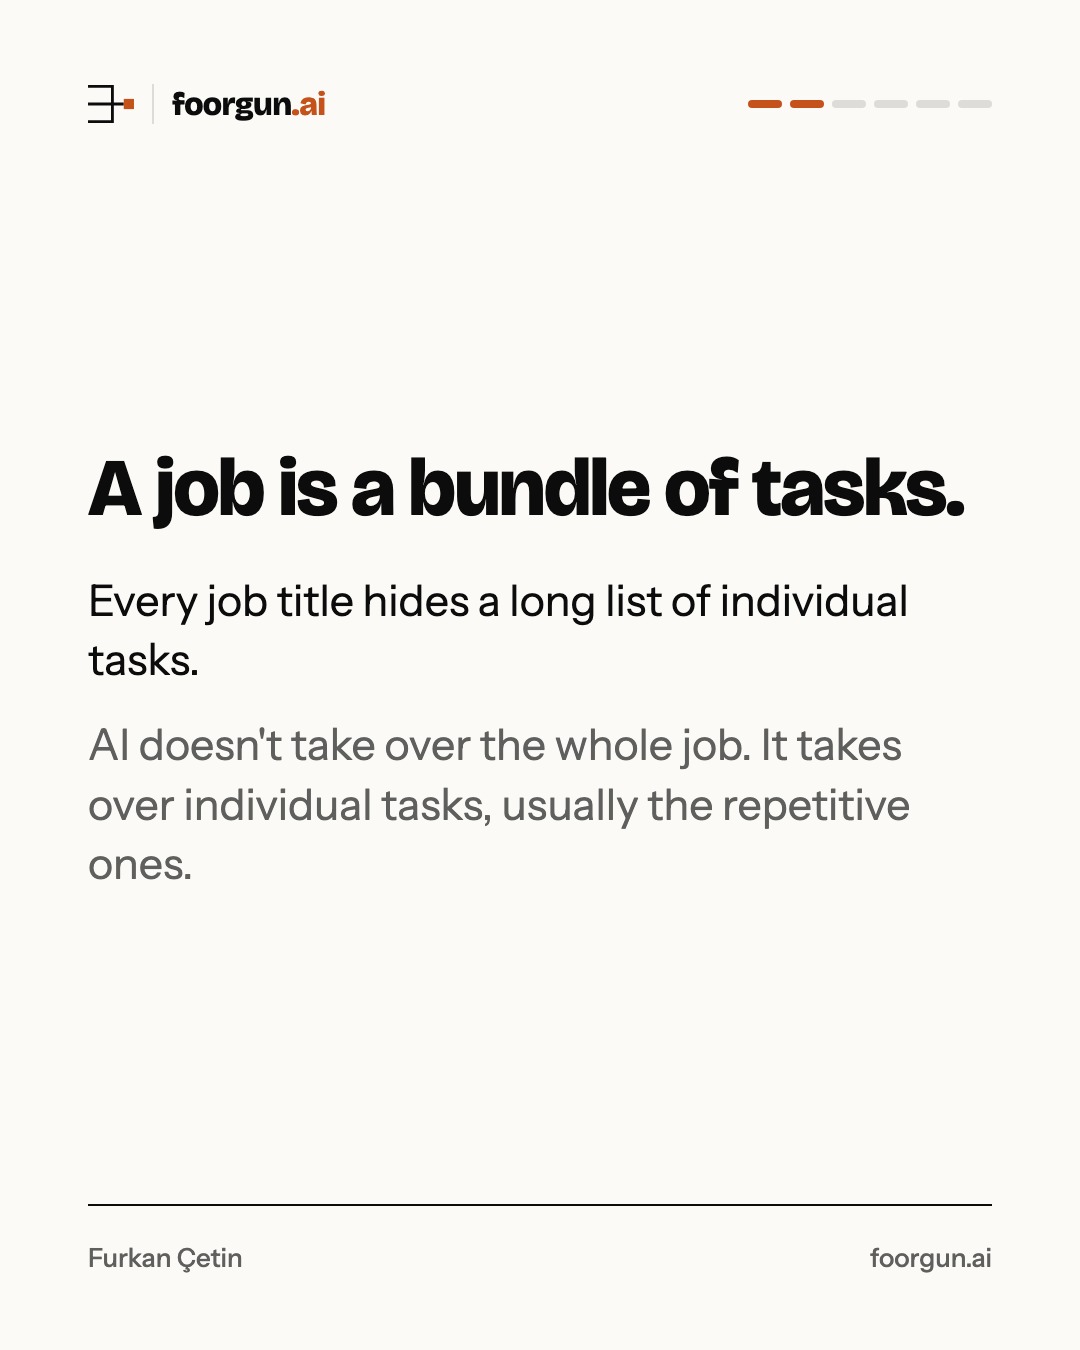 foorgun.ai
A job is a bundle of tasks.
Every job title hides a long list of individual
tasks.
AI doesn't take over the whole job. It takes
over individual tasks, usually the repetitive
ones.
Furkan Çetin
foorgun.ai